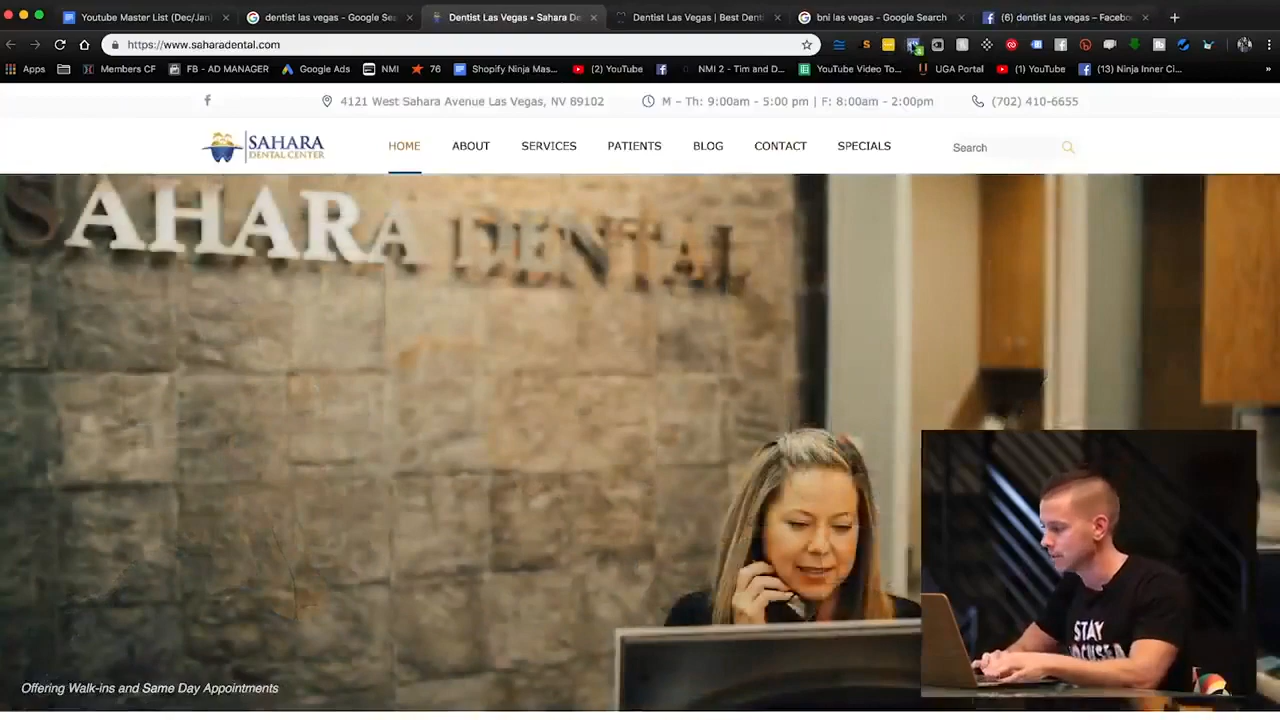 Youtube Master List (Dec/Jan)
dentist las vegas - Google Sea
Dentist Las Vegas • Sahara De
Dentist Las Vegas | Best Denti
bni las vegas - Google Search
(6) dentist las vegas - Facebo
https://www.saharadental.com
Apps
Members CF
FB - AD MANAGER
Google Ads
NMI
76
Shopify Ninja Mas...
(2) YouTube
NMI 2 - Tim and D...
YouTube Video To...
UGA Portal
(1) YouTube
(13) Ninja Inner Ci...
4121 West Sahara Avenue Las Vegas, NV 89102
M – Th: 9:00am - 5:00 pm | F: 8:00am - 2:00pm
(702) 410-6655
SAHARA
DENTAL CENTER
HOME
ABOUT
SERVICES
PATIENTS
BLOG
CONTACT
SPECIALS
Search
SAHARA DENTAL
STAY
FOCUSED
Offering Walk-ins and Same Day Appointments